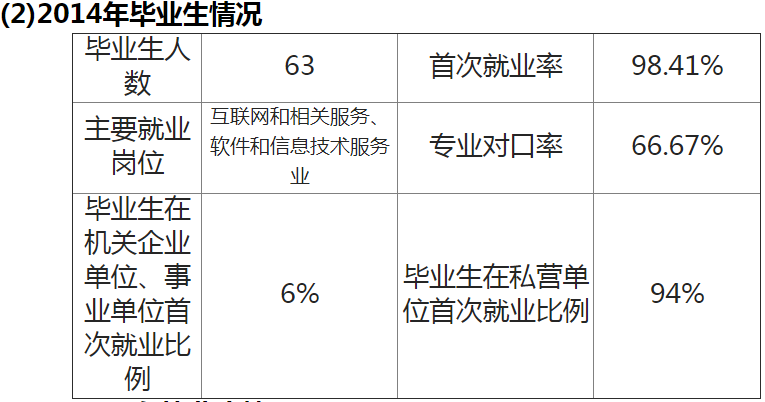 (2)2014年毕业生情况
毕业生人
数
63
首次就业率
98.41%
主要就业
岗位
互联网和相关服务、
软件和信息技术服务
业
专业对口率
66.67%
毕业生在
机关企业
单位、事
业单位首
次就业比
例
6%
毕业生在私营单
位首次就业比例
94%